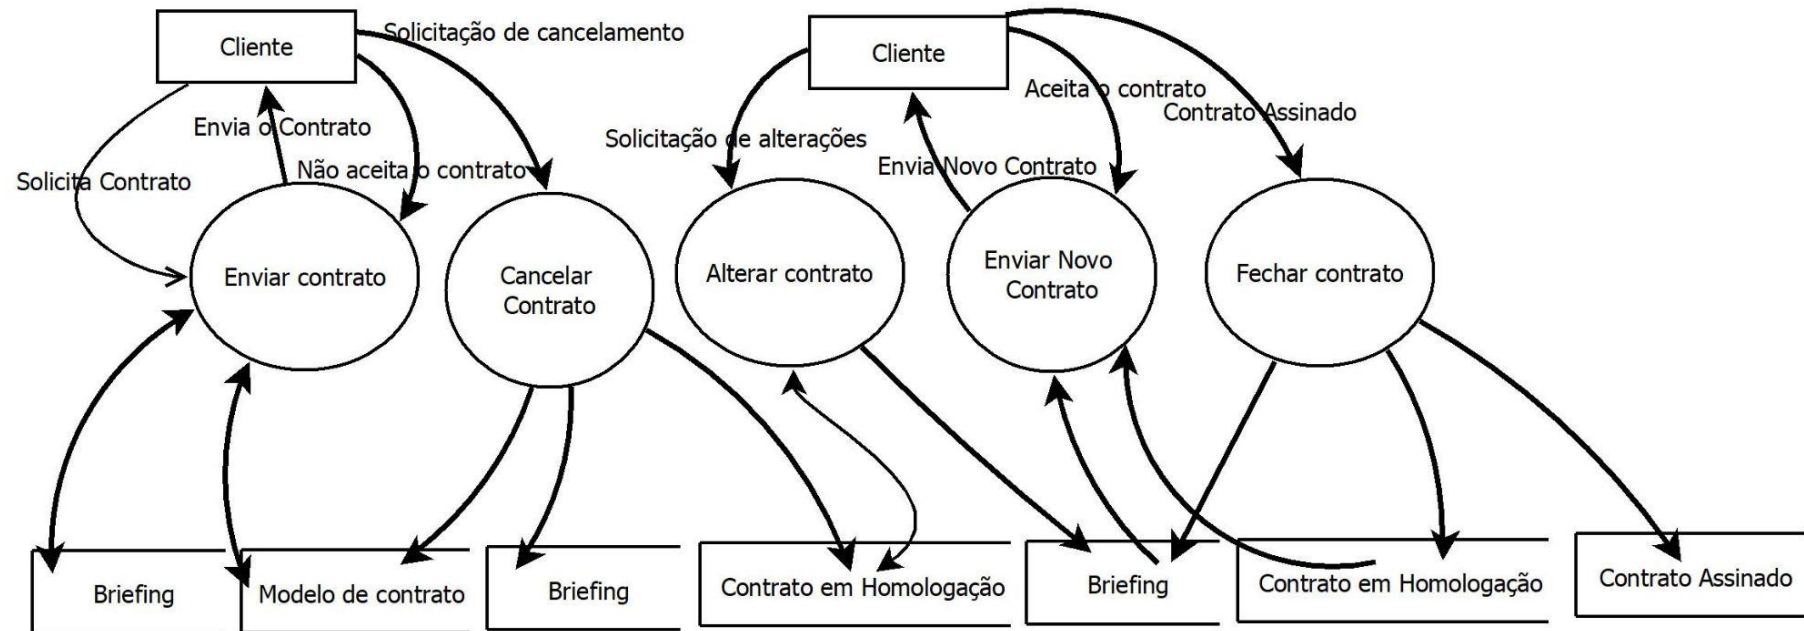 Cliente
Solicitação de cancelamento
Cliente
Aceita o contrato
Contrato Assinado
Envia o Contrato
Solicitação de alterações
Não aceita o contrato
Envia Novo Contrato
Solicita Contrato
Enviar contrato
Cancelar
Contrato
Alterar contrato
Enviar Novo
Contrato
Fechar contrato
Briefing
Modelo de contrato
Briefing
Contrato em Homologação
Briefing
Contrato em Homologação
Contrato Assinado